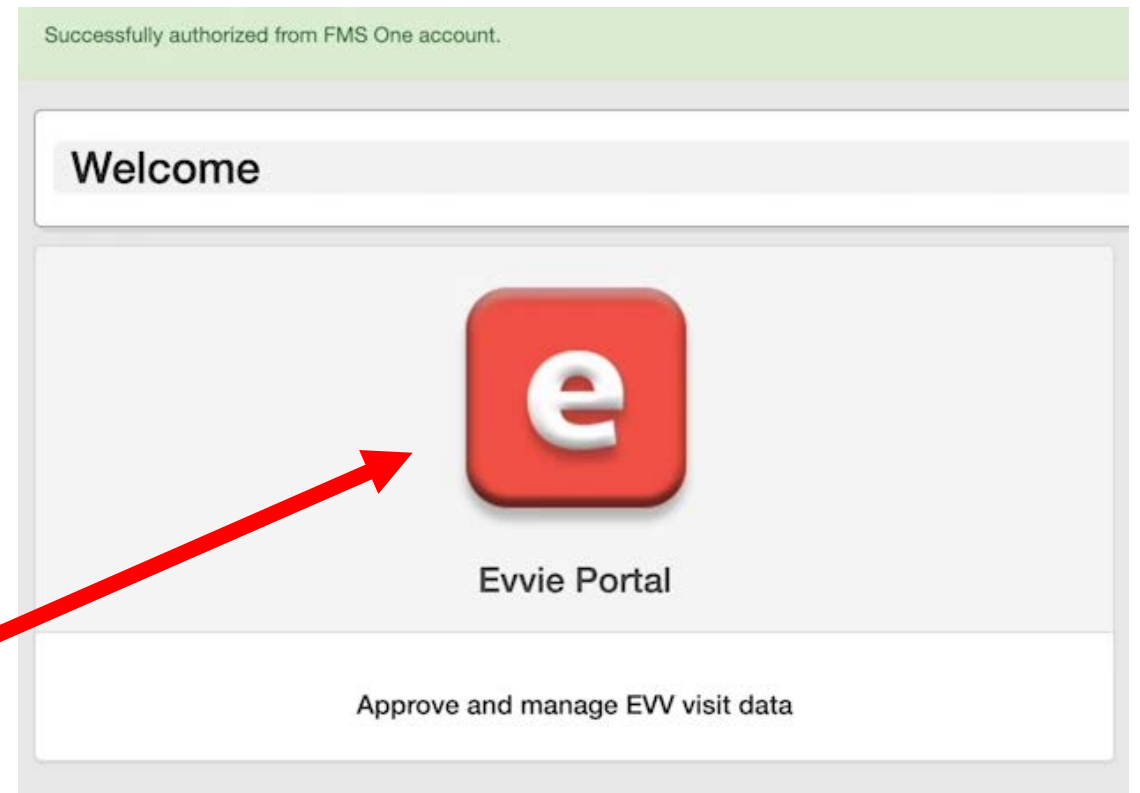 Successfully authorized from FMS One account.
Welcome
e
Evvie Portal
Approve and manage EVV visit data